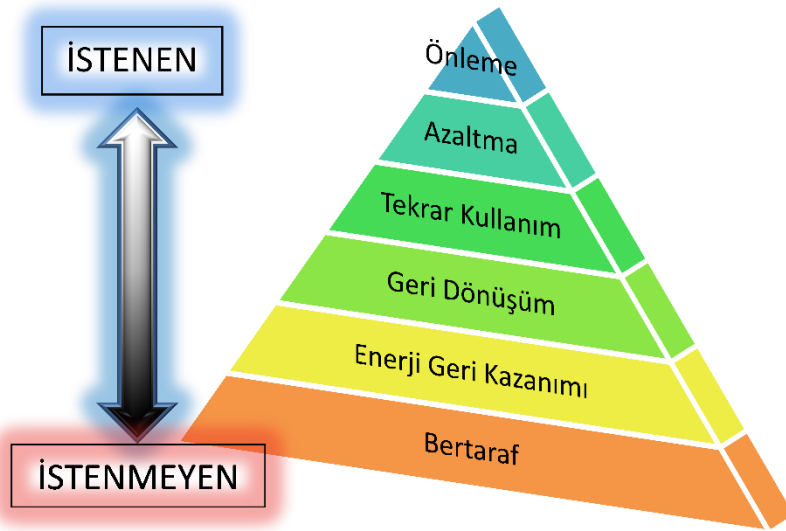 İSTENEN
Önleme
Azaltma
Tekrar Kullanım
Geri Dönüşüm
Enerji Geri Kazanımı
Bertaraf
İSTENMEYEN